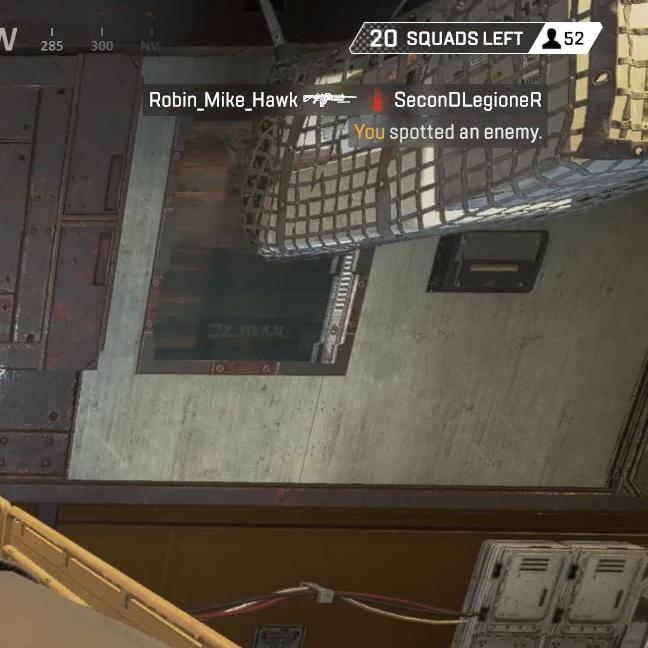 W 285 300 NW
20 SQUADS LEFT 52
Robin_Mike_Hawk SeconDLegioneR
You spotted an enemy.